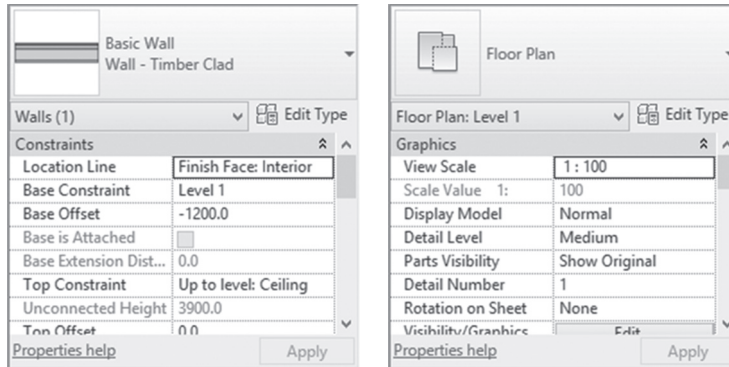 Basic Wall
Wall - Timber Clad
Walls (1)
Edit Type
Constraints
Location Line Finish Face: Interior
Base Constraint Level 1
Base Offset -1200.0
Base is Attached
Base Extension Dist... 0.0
Top Constraint Up to level: Ceiling
Unconnected Height 3900.0
Top Offset 0.0
Properties help
Apply
Floor Plan
Floor Plan: Level 1
Edit Type
Graphics
View Scale 1 : 100
Scale Value 1: 100
Display Model Normal
Detail Level Medium
Parts Visibility Show Original
Detail Number 1
Rotation on Sheet None
Visibility/Graphics Edit
Properties help
Apply